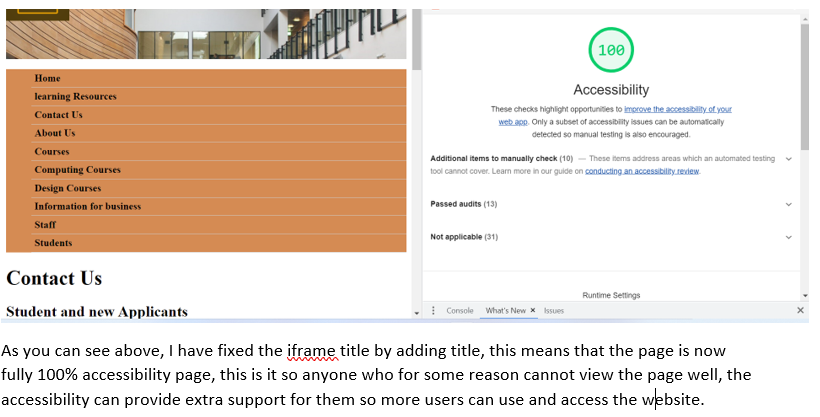 Home
learning Resources
Contact Us
About Us
Courses
Computing Courses
Design Courses
Information for business
Staff
Students
Contact Us
Student and new Applicants
100
Accessibility
These checks highlight opportunities to improve the accessibility of your
web app. Only a subset of accessibility issues can be automatically
detected so manual testing is also encouraged.
Additional items to manually check (10) — These items address areas which an automated testing
tool cannot cover. Learn more in our guide on conducting an accessibility review.
Passed audits (13)
Not applicable (31)
Runtime Settings
Console What's New × Issues
As you can see above, I have fixed the iframe title by adding title, this means that the page is now
fully 100% accessibility page, this is it so anyone who for some reason cannot view the page well, the
accessibility can provide extra support for them so more users can use and access the website.